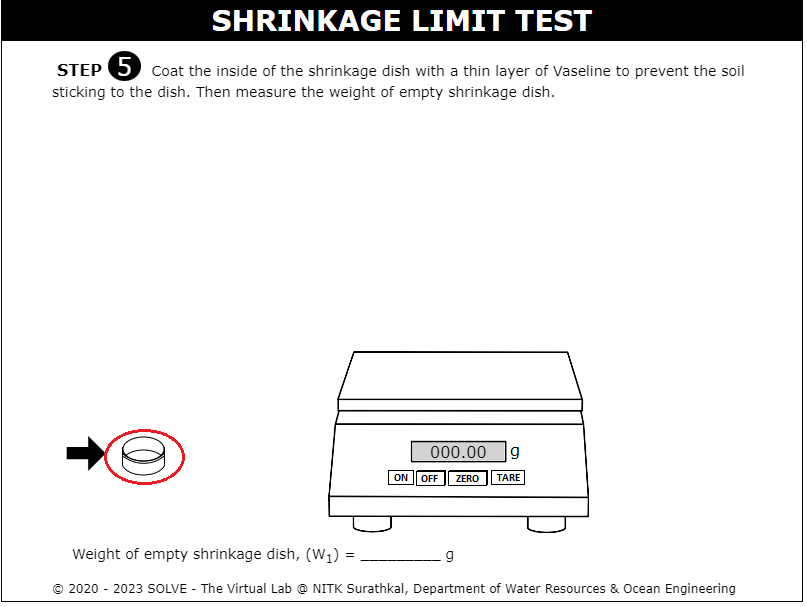 SHRINKAGE LIMIT TEST
STEP 5 Coat the inside of the shrinkage dish with a thin layer of Vaseline to prevent the soil
sticking to the dish. Then measure the weight of empty shrinkage dish.
000.00 g
ON OFF ZERO TARE
Weight of empty shrinkage dish, (W₁) = _________ g
© 2020 - 2023 SOLVE - The Virtual Lab @ NITK Surathkal, Department of Water Resources & Ocean Engineering